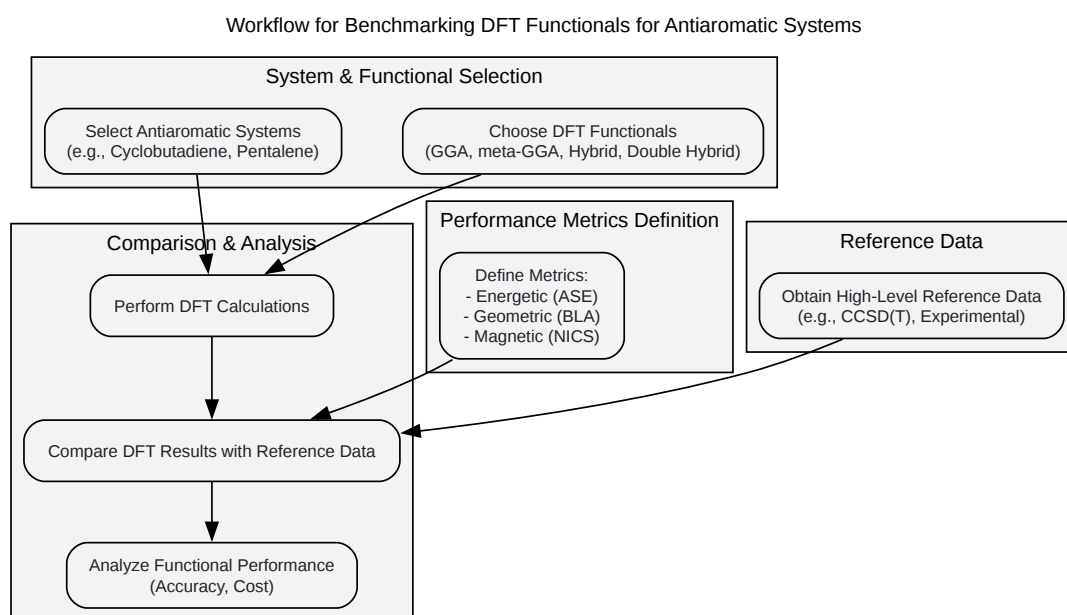 Workflow for Benchmarking DFT Functionals for Antiaromatic Systems
System & Functional Selection
Select Antiaromatic Systems
(e.g., Cyclobutadiene, Pentalene)
Choose DFT Functionals
(GGA, meta-GGA, Hybrid, Double Hybrid)
Performance Metrics Definition
Define Metrics:
- Energetic (ASE)
- Geometric (BLA)
- Magnetic (NICS)
Reference Data
Obtain High-Level Reference Data
(e.g., CCSD(T), Experimental)
Comparison & Analysis
Perform DFT Calculations
Compare DFT Results with Reference Data
Analyze Functional Performance
(Accuracy, Cost)